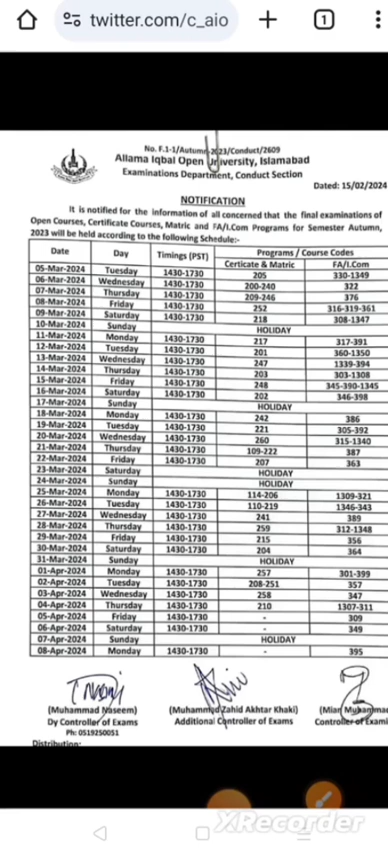 twitter.com/c_aio
1
No. F.1-1/Autumn-2023/Conduct/2609
Allama Iqbal Open University, Islamabad
Examinations Department, Conduct Section
Dated: 15/02/2024
NOTIFICATION
It is notified for the information of all concerned that the final examinations of
Open Courses, Certificate Courses, Matric and FA/I.Com Programs for Semester Autumn,
2023 will be held according to the following Schedule:-
Date Day Timings (PST) Programs / Course Codes
Certicate & Matric FA/I.Com
05-Mar-2024 Tuesday 1430-1730 205 330-1349
06-Mar-2024 Wednesday 1430-1730 200-240 322
07-Mar-2024 Thursday 1430-1730 209-246 376
08-Mar-2024 Friday 1430-1730 252 316-319-361
09-Mar-2024 Saturday 1430-1730 218 308-1347
10-Mar-2024 Sunday HOLIDAY
11-Mar-2024 Monday 1430-1730 217 317-391
12-Mar-2024 Tuesday 1430-1730 201 360-1350
13-Mar-2024 Wednesday 1430-1730 247 1339-394
14-Mar-2024 Thursday 1430-1730 203 303-1308
15-Mar-2024 Friday 1430-1730 248 345-390-1345
16-Mar-2024 Saturday 1430-1730 202 346-398
17-Mar-2024 Sunday HOLIDAY
18-Mar-2024 Monday 1430-1730 242 386
19-Mar-2024 Tuesday 1430-1730 221 305-392
20-Mar-2024 Wednesday 1430-1730 260 315-1340
21-Mar-2024 Thursday 1430-1730 109-222 387
22-Mar-2024 Friday 1430-1730 207 363
23-Mar-2024 Saturday HOLIDAY
24-Mar-2024 Sunday HOLIDAY
25-Mar-2024 Monday 1430-1730 114-206 1309-321
26-Mar-2024 Tuesday 1430-1730 110-219 1346-343
27-Mar-2024 Wednesday 1430-1730 241 389
28-Mar-2024 Thursday 1430-1730 259 312-1348
29-Mar-2024 Friday 1430-1730 215 356
30-Mar-2024 Saturday 1430-1730 204 364
31-Mar-2024 Sunday HOLIDAY
01-Apr-2024 Monday 1430-1730 257 301-399
02-Apr-2024 Tuesday 1430-1730 208-251 357
03-Apr-2024 Wednesday 1430-1730 258 347
04-Apr-2024 Thursday 1430-1730 210 1307-311
05-Apr-2024 Friday 1430-1730 - 309
06-Apr-2024 Saturday 1430-1730 - 349
07-Apr-2024 Sunday HOLIDAY
08-Apr-2024 Monday 1430-1730 - 395
(Muhammad Naseem) (Muhammad Zahid Akhtar Khaki) (Mian Muhammad
Dy Controller of Exams Additional Controller of Exams Controller of Exami
Ph: 0519250051
Distribution:
XRecorder